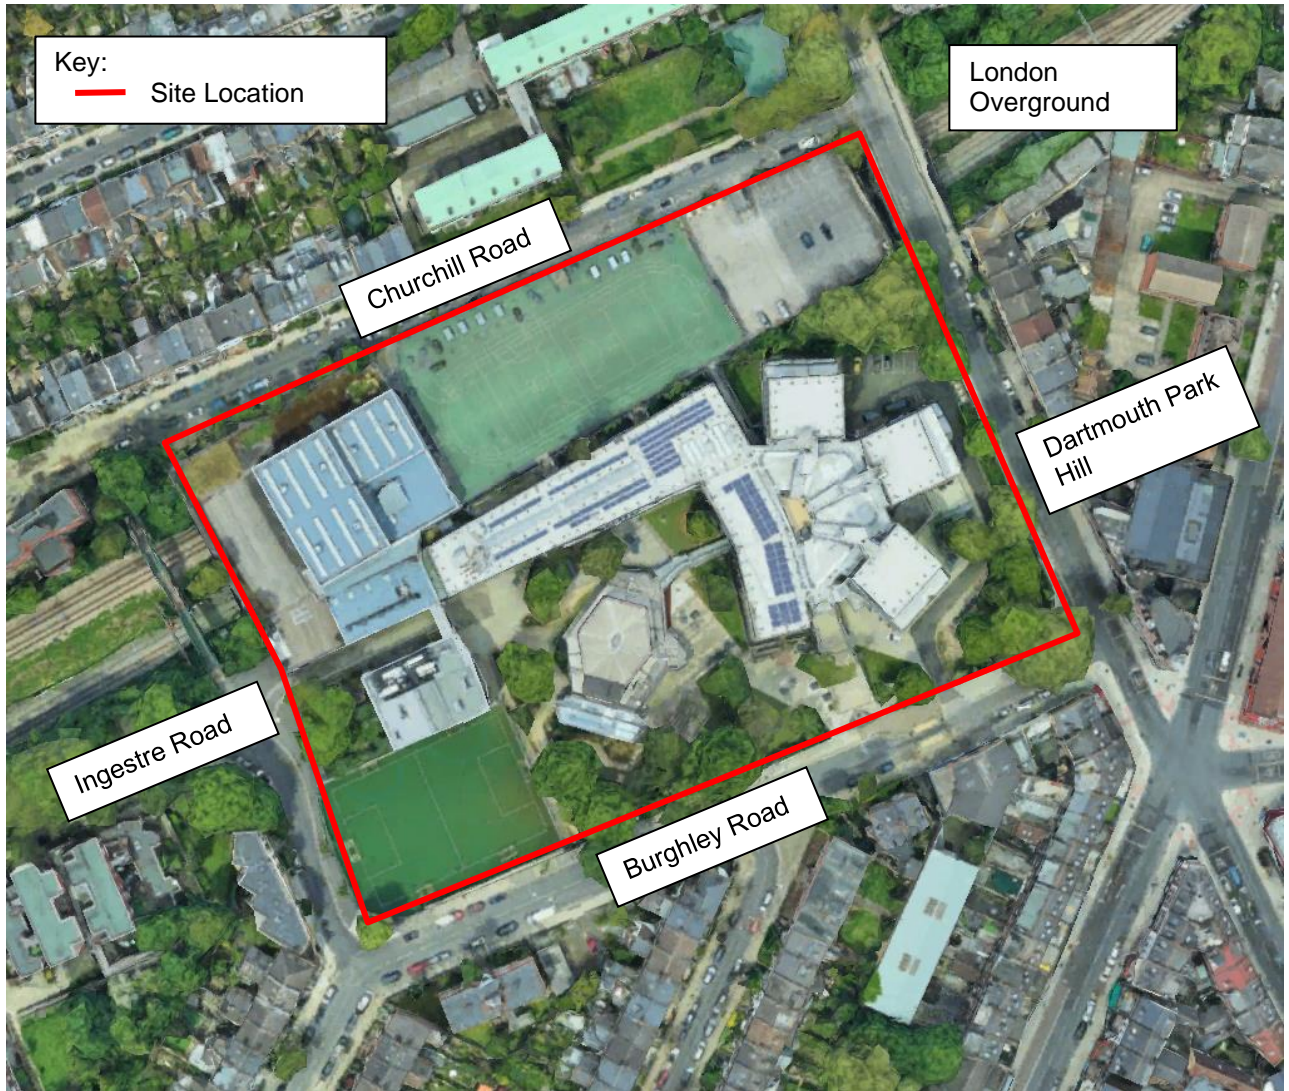 Key:
Site Location
London
Overground
Churchill Road
Dartmouth Park
Hill
Ingestre Road
Burghley Road